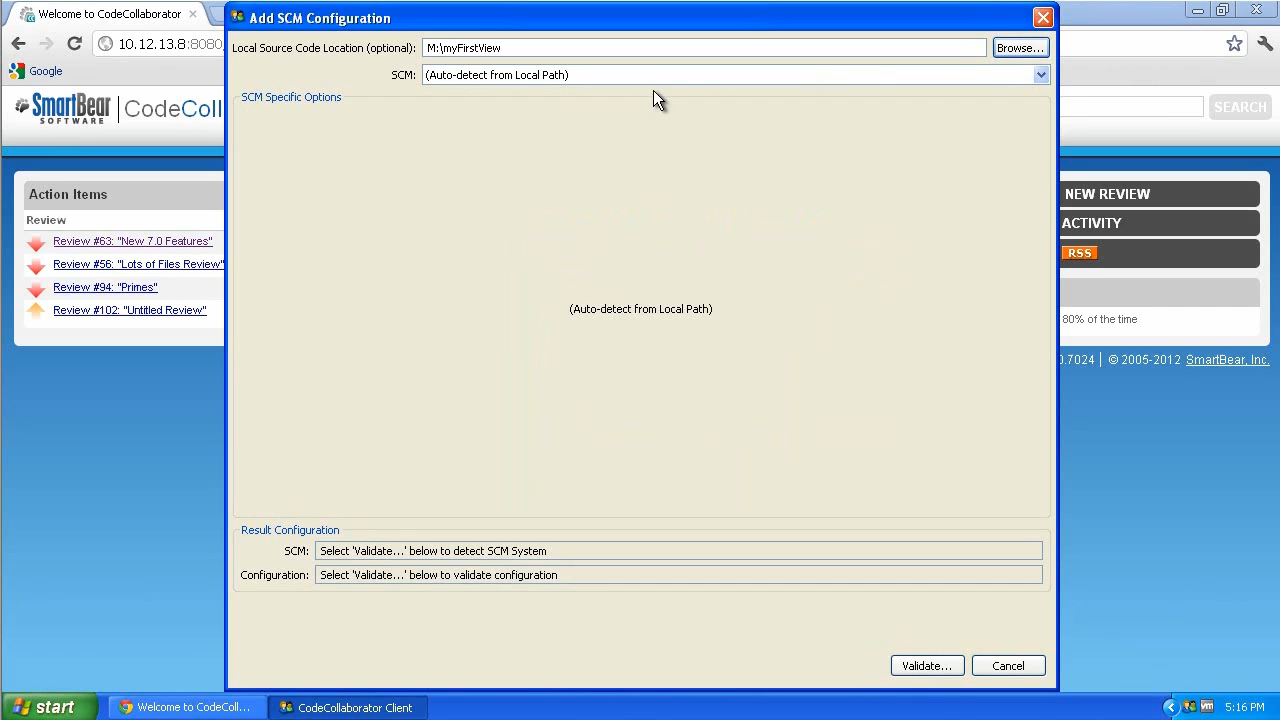 Welcome to CodeCollaborator
Add SCM Configuration
10.12.13.8:8080
Google
SmartBear
SOFTWARE
CodeColl
SEARCH
Local Source Code Location (optional):
M:\myFirstView
Browse...
SCM:
(Auto-detect from Local Path)
SCM Specific Options
(Auto-detect from Local Path)
Action Items
Review
Review #63: "New 7.0 Features"
Review #56: "Lots of Files Review"
Review #94: "Primes"
Review #102: "Untitled Review"
NEW REVIEW
ACTIVITY
RSS
80% of the time
.7024 | © 2005-2012 SmartBear, Inc.
Result Configuration
SCM:
Select 'Validate...' below to detect SCM System
Configuration:
Select 'Validate...' below to validate configuration
Validate...
Cancel
start
Welcome to CodeColl...
CodeCollaborator Client
5:16 PM